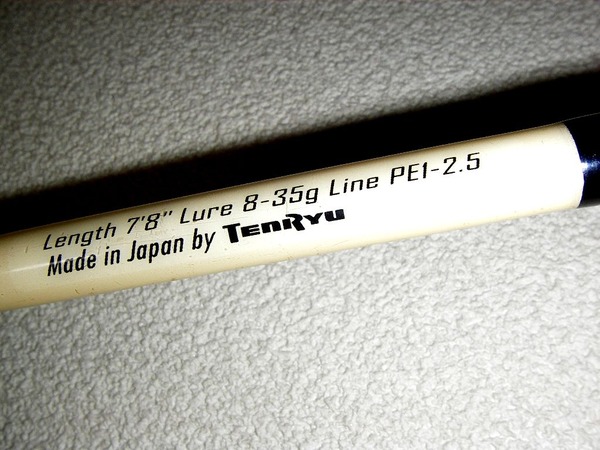 Length 7'8" Lure 8-35g Line PE1-2.5
Made in Japan by TENRYU